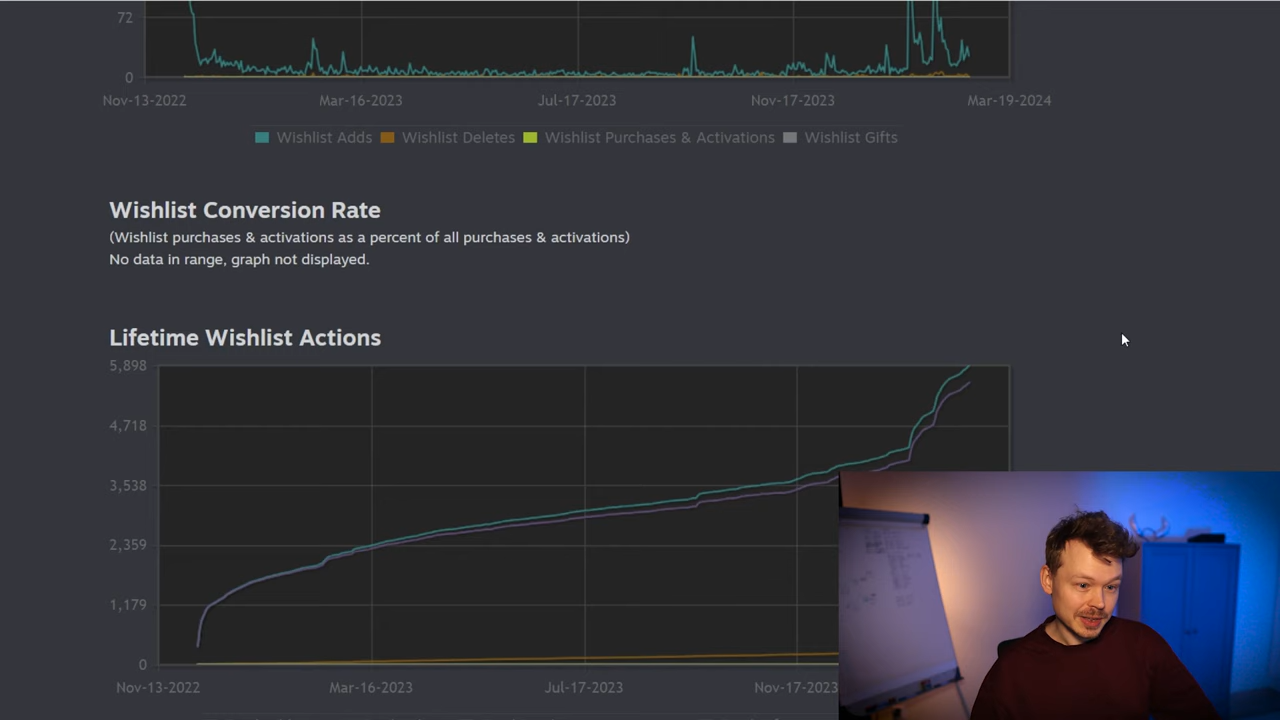 72
0
Nov-13-2022 Mar-16-2023 Jul-17-2023 Nov-17-2023 Mar-19-2024
Wishlist Adds Wishlist Deletes Wishlist Purchases & Activations Wishlist Gifts
Wishlist Conversion Rate
(Wishlist purchases & activations as a percent of all purchases & activations)
No data in range, graph not displayed.
Lifetime Wishlist Actions
5,898
4,718
3,538
2,359
1,179
0
Nov-13-2022 Mar-16-2023 Jul-17-2023 Nov-17-2023